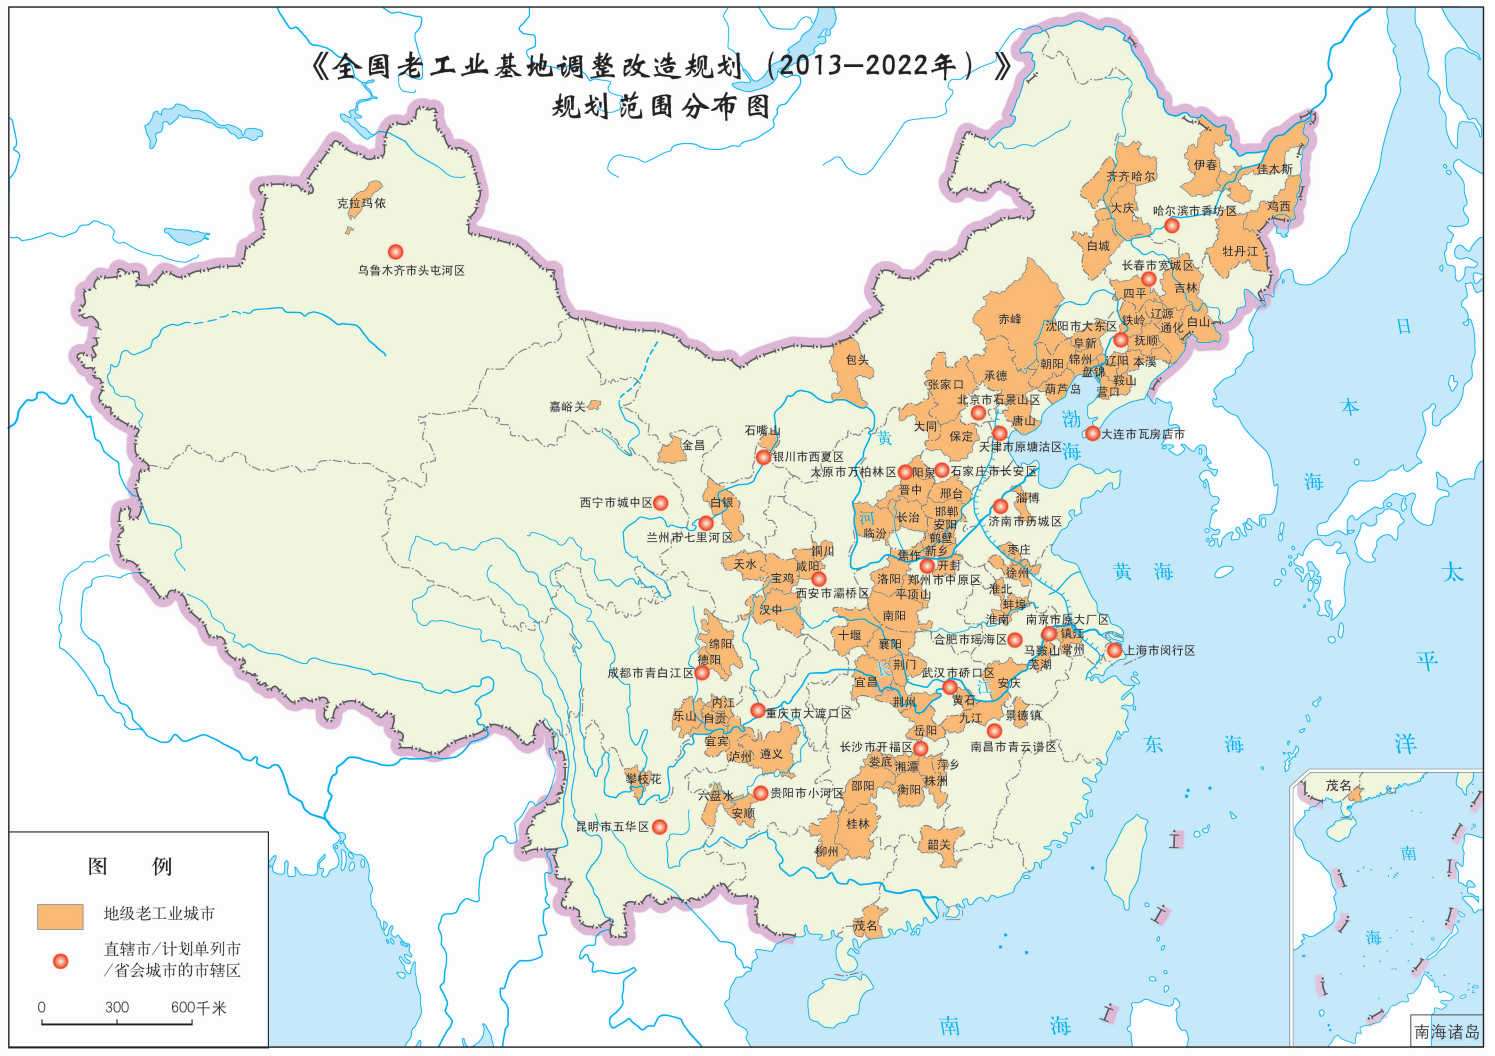 《全国老工业基地调整改造规划（2013—2022年）》
规划范围分布图
克拉玛依
乌鲁木齐市头屯河区
嘉峪关
金昌
石嘴山
银川市西夏区
西宁市城中区
白银
兰州市七里河区
包头
赤峰
齐齐哈尔
伊春
佳木斯
大庆
哈尔滨市香坊区
鸡西
白城
牡丹江
长春市宽城区
四平
吉林
铁岭
辽源
通化
白山
沈阳市大东区
阜新
抚顺
朝阳
锦州
辽阳
本溪
盘锦
鞍山
葫芦岛
营口
承德
张家口
北京市石景山区
唐山
大同
保定
天津市原塘沽区
大连市瓦房店市
太原市万柏林区
阳泉
石家庄市长安区
晋中
邢台
淄博
济南市历城区
长治
邯郸
安阳
临汾
鹤壁
焦作
新乡
开封
枣庄
徐州
洛阳
郑州市中原区
平顶山
淮北
蚌埠
南阳
淮南
铜川
天水
咸阳
宝鸡
西安市灞桥区
汉中
南京市原大厂区
镇江
合肥市瑶海区
马鞍山
常州
上海市闵行区
芜湖
十堰
襄阳
荆门
武汉市硚口区
安庆
宜昌
荆州
黄石
九江
景德镇
绵阳
德阳
成都市青白江区
内江
乐山
自贡
重庆市大渡口区
宜宾
泸州
遵义
岳阳
南昌市青云谱区
长沙市开福区
娄底
湘潭
萍乡
株洲
邵阳
衡阳
攀枝花
六盘水
贵阳市小河区
安顺
昆明市五华区
桂林
柳州
韶关
茂名
黄
河
长
江
渤
海
黄 海
东 海
南 海
日
本
海
太
平
洋
图 例
地级老工业城市
直辖市/计划单列市
/省会城市的市辖区
0 300 600千米
茂名
南
海
南海诸岛